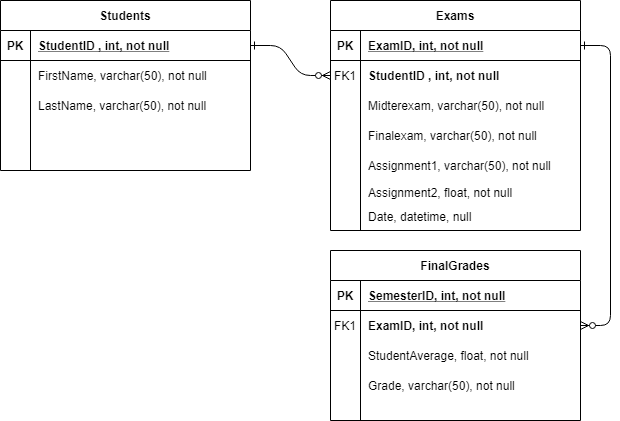 Students
PK StudentID , int, not null
FirstName, varchar(50), not null
LastName, varchar(50), not null
Exams
PK ExamID, int, not null
FK1 StudentID , int, not null
Midterexam, varchar(50), not null
Finalexam, varchar(50), not null
Assignment1, varchar(50), not null
Assignment2, float, not null
Date, datetime, null
FinalGrades
PK SemesterID, int, not null
FK1 ExamID, int, not null
StudentAverage, float, not null
Grade, varchar(50), not null